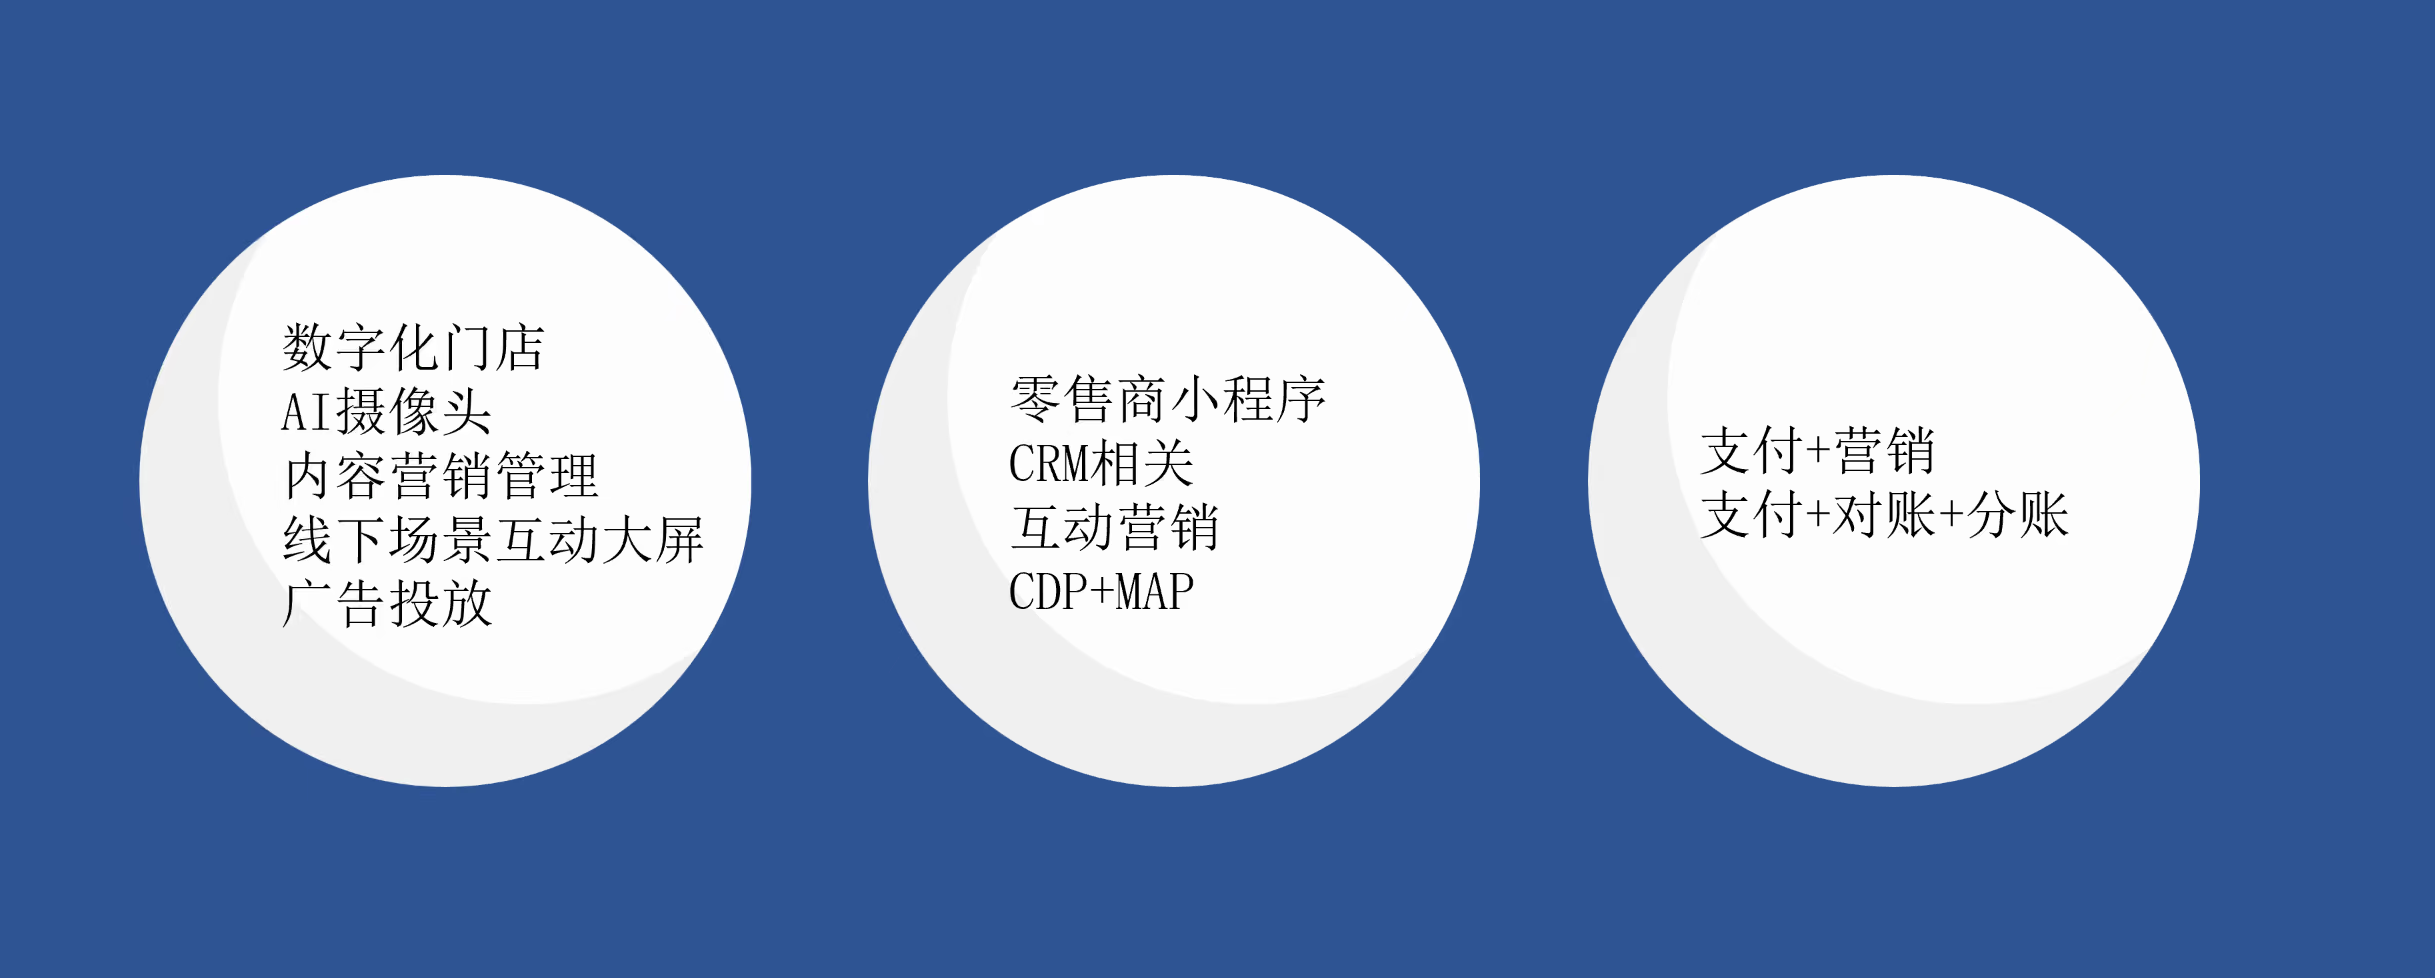 数字化门店
AI摄像头
内容营销管理
线下场景互动大屏
广告投放
零售商小程序
CRM相关
互动营销
CDP+MAP
支付+营销
支付+对账+分账